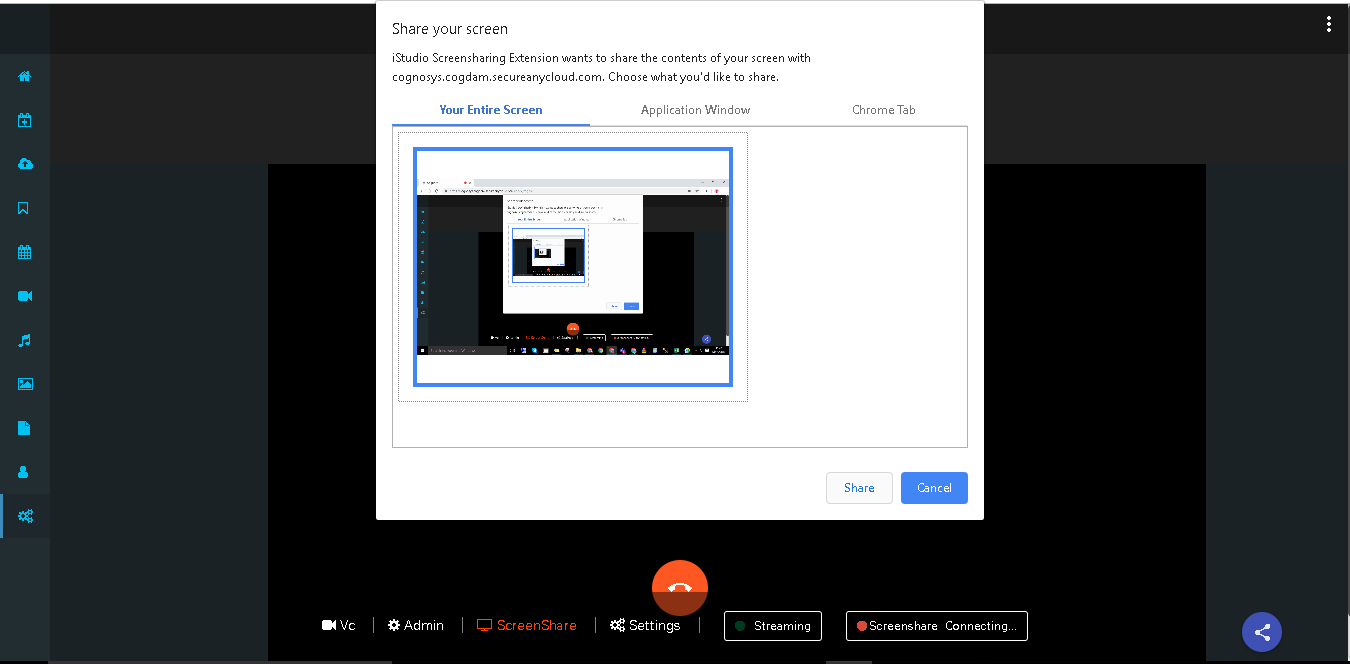 Share your screen
iStudio Screensharing Extension wants to share the contents of your screen with
cognosys.cogdam.secureanycloud.com. Choose what you'd like to share.
Your Entire Screen Application Window Chrome Tab
Share Cancel
Vc Admin ScreenShare Settings Streaming Screenshare Connecting...